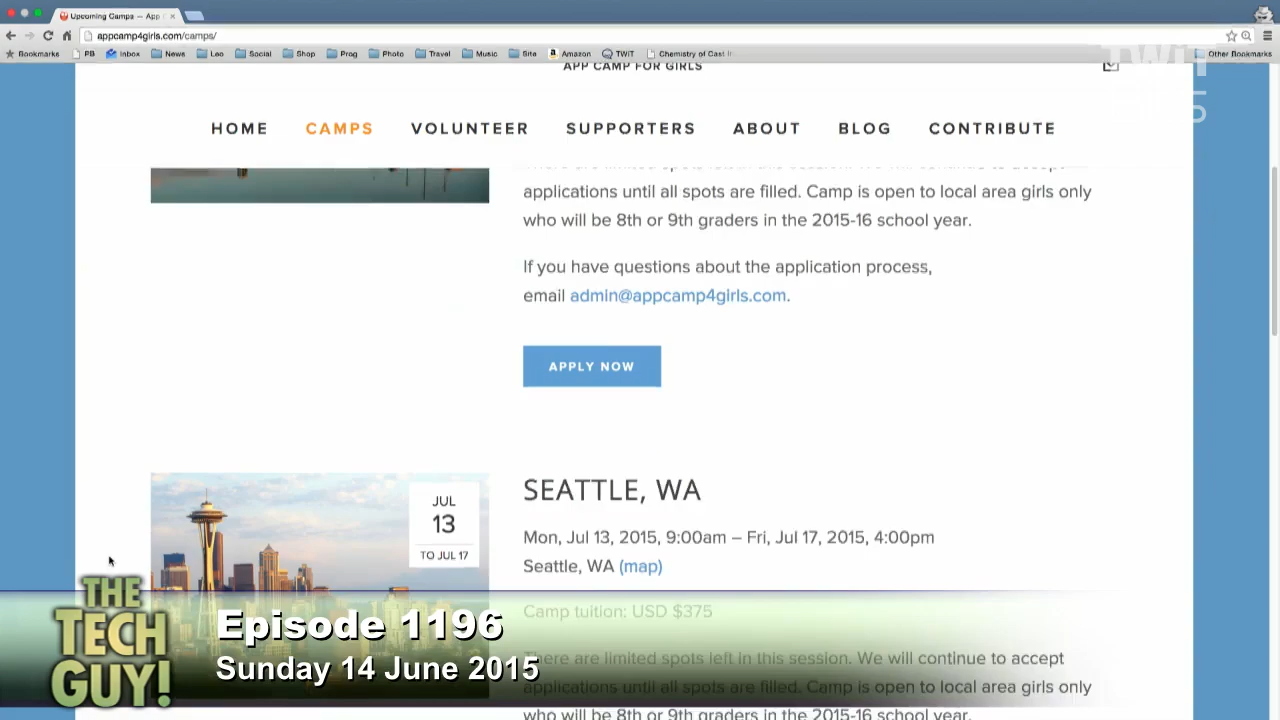 Upcoming Camps — App
appcamp4girls.com/camps/
Bookmarks PB Inbox News Leo Social Shop Prog Photo Travel Music Site Amazon TWiT Chemistry of Cast Ir Other Bookmarks
APP CAMP FOR GIRLS
TWiT
HOME CAMPS VOLUNTEER SUPPORTERS ABOUT BLOG CONTRIBUTE
There are limited spots left in this session. We will continue to accept
applications until all spots are filled. Camp is open to local area girls only
who will be 8th or 9th graders in the 2015-16 school year.
If you have questions about the application process,
email admin@appcamp4girls.com.
APPLY NOW
JUL
13
TO JUL 17
SEATTLE, WA
Mon, Jul 13, 2015, 9:00am – Fri, Jul 17, 2015, 4:00pm
Seattle, WA (map)
Camp tuition: USD $375
There are limited spots left in this session. We will continue to accept
applications until all spots are filled. Camp is open to local area girls only
who will be 8th or 9th graders in the 2015-16 school year.
THE
TECH
GUY!
Episode 1196
Sunday 14 June 2015